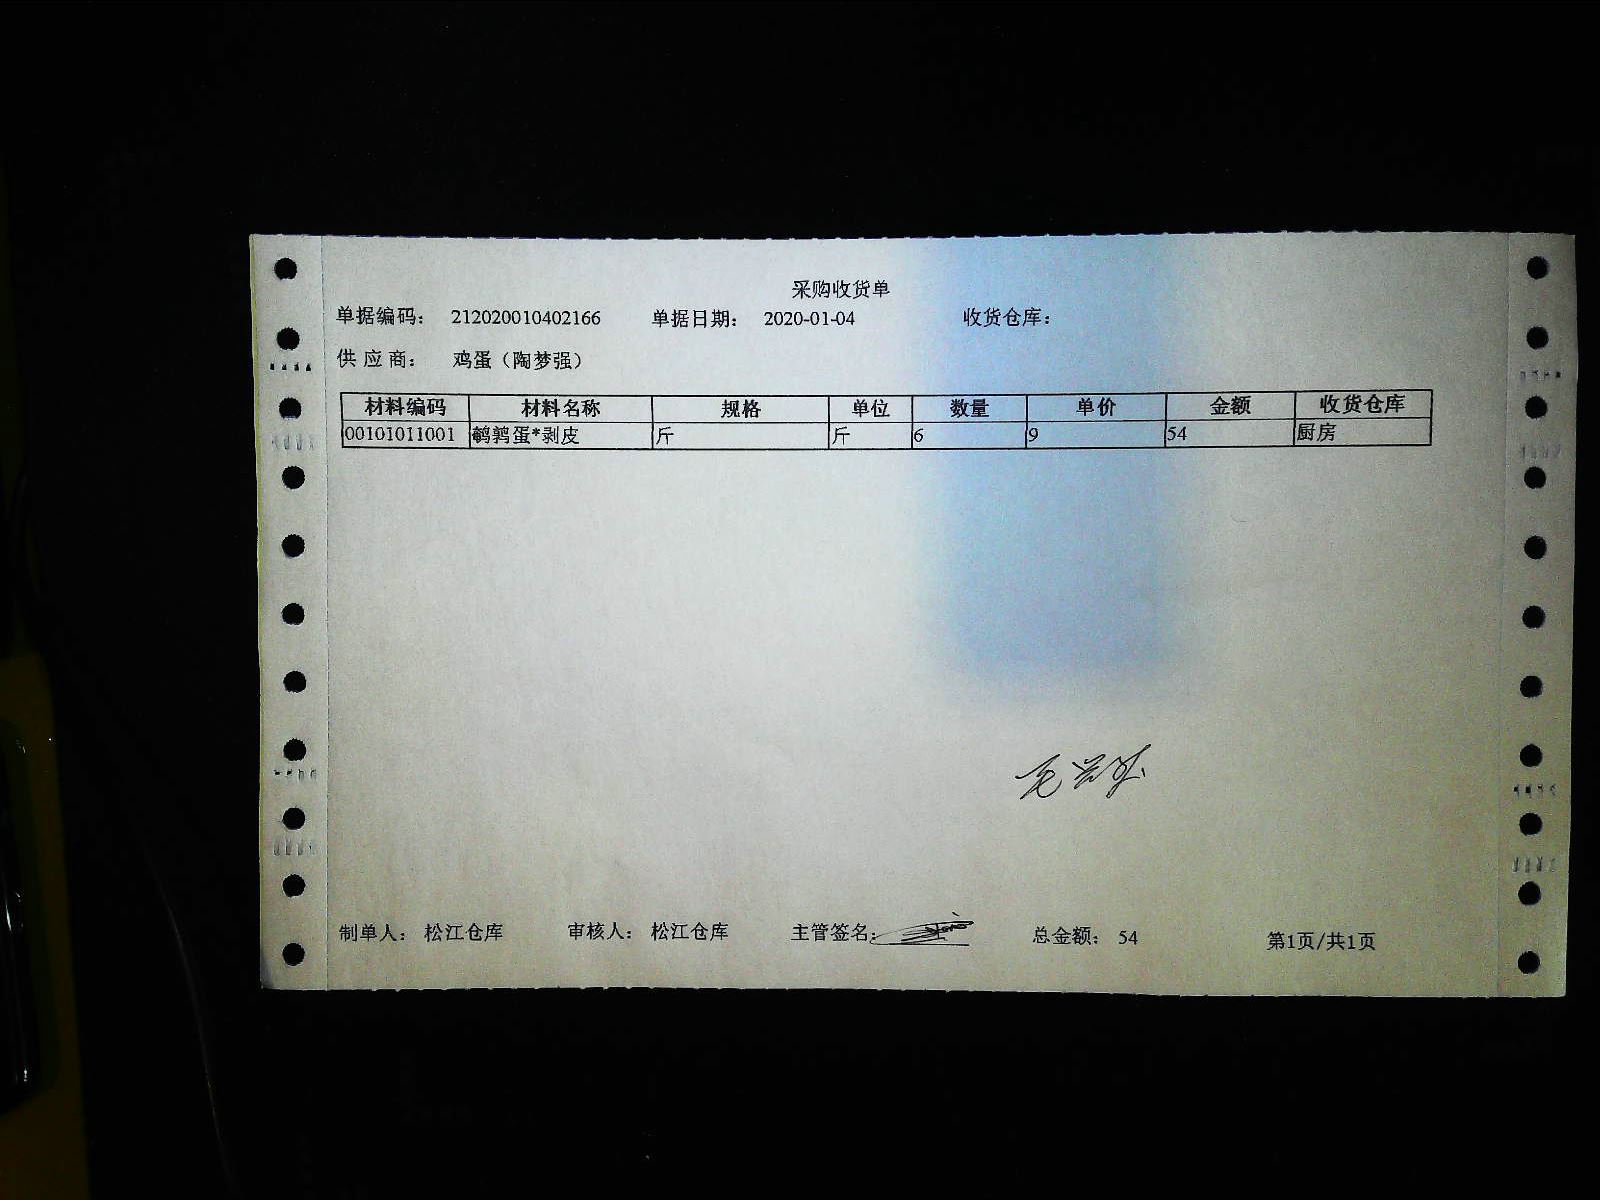 采购收货单
单据编码： 212020010402166 单据日期： 2020-01-04 收货仓库：
供 应 商： 鸡蛋（陶梦强）
材料编码 材料名称 规格 单位 数量 单价 金额 收货仓库
00101011001 鹌鹑蛋*剥皮 斤 斤 6 9 54 厨房
制单人： 松江仓库 审核人： 松江仓库 主管签名： 总金额： 54 第1页/共1页